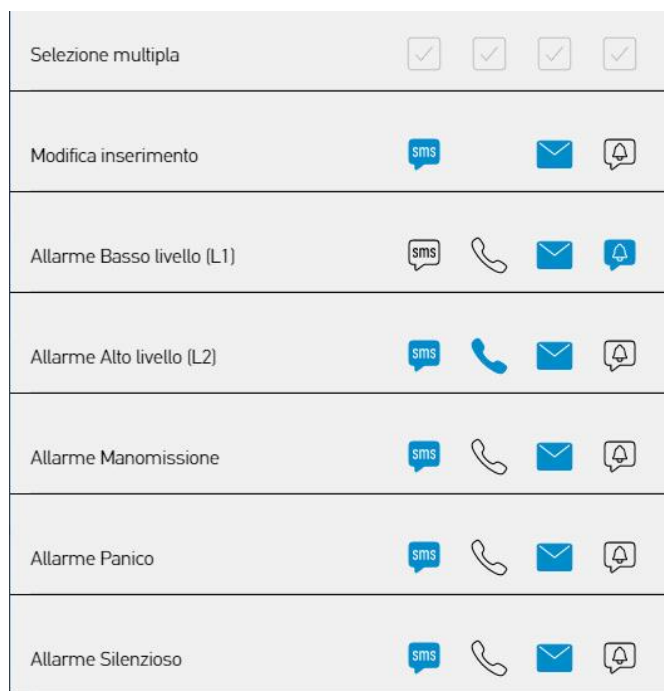 Selezione multipla
Modifica inserimento
sms
Allarme Basso livello (L1)
sms
Allarme Alto livello (L2)
sms
Allarme Manomissione
sms
Allarme Panico
sms
Allarme Silenzioso
sms